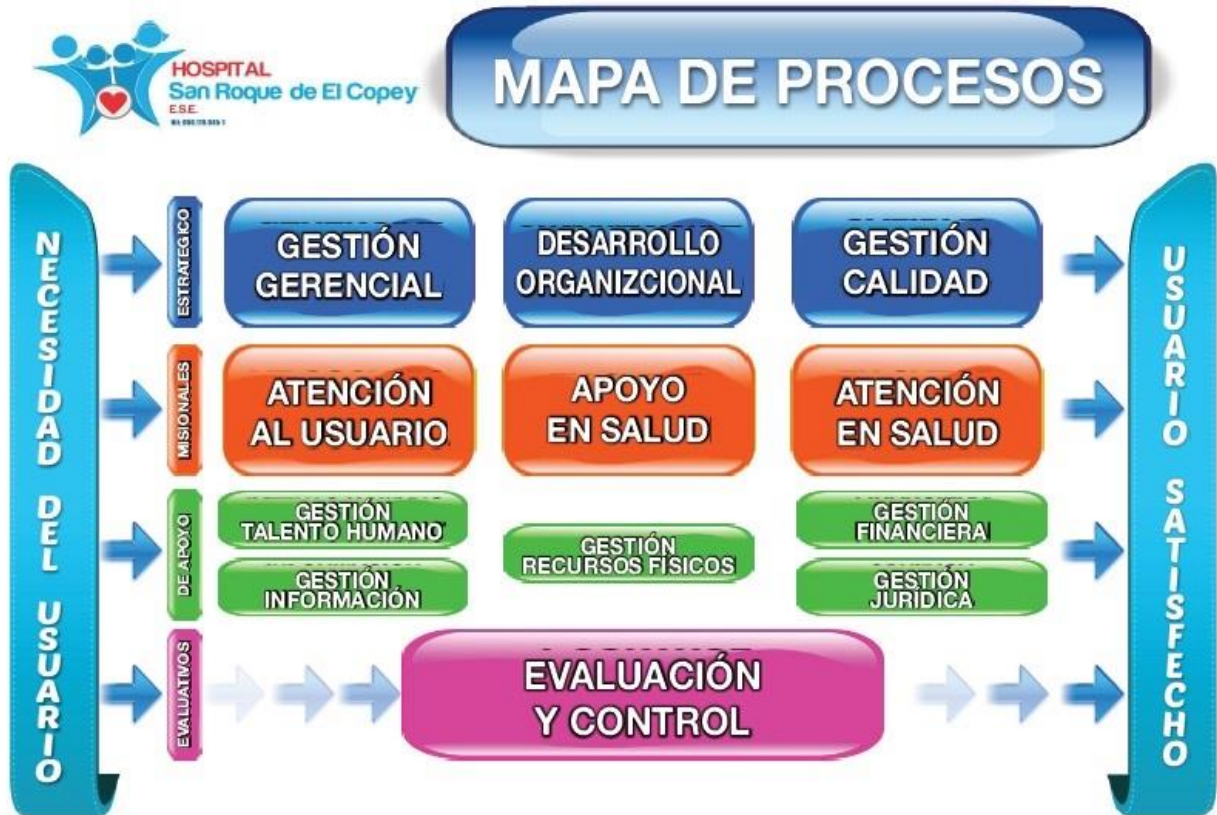 HOSPITAL
San Roque de El Copey
E.S.E.
MAPA DE PROCESOS
NECESIDAD DEL USUARIO
ESTRATEGICO
GESTIÓN
GERENCIAL
DESARROLLO
ORGANIZCIONAL
GESTIÓN
CALIDAD
MISIONALES
ATENCIÓN
AL USUARIO
APOYO
EN SALUD
ATENCIÓN
EN SALUD
DE APOYO
GESTIÓN
TALENTO HUMANO
GESTIÓN
INFORMACIÓN
GESTIÓN
RECURSOS FÍSICOS
GESTIÓN
FINANCIERA
GESTIÓN
JURÍDICA
EVALUATIVOS
EVALUACIÓN
Y CONTROL
USUARIO SATISFECHO